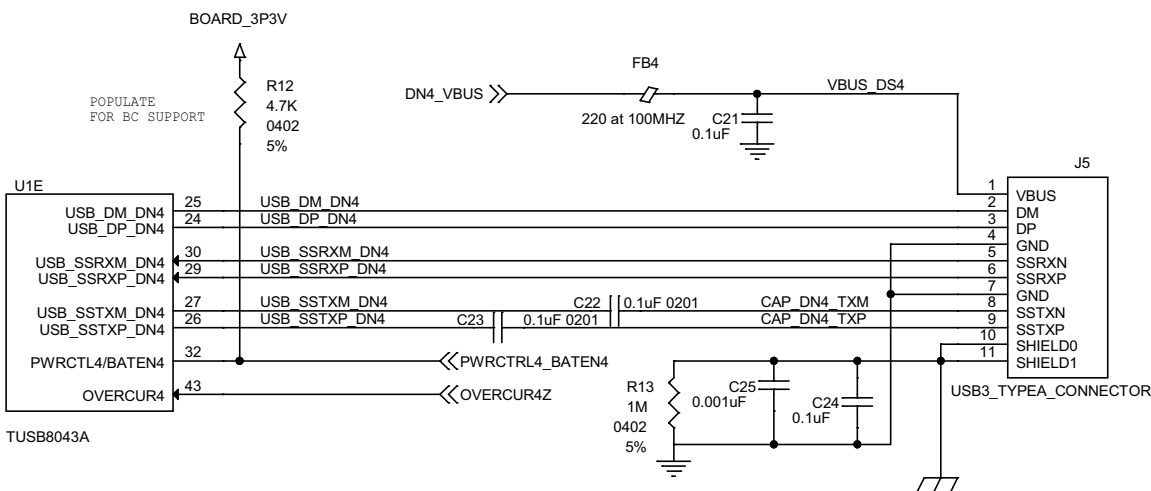 BOARD_3P3V
R12
4.7K
0402
5%
POPULATE
FOR BC SUPPORT
FB4
DN4_VBUS
220 at 100MHZ
VBUS_DS4
C21
0.1uF
J5
U1E
USB_DM_DN4 25 USB_DM_DN4
USB_DP_DN4 24 USB_DP_DN4
USB_SSRXM_DN4 30 USB_SSRXM_DN4
USB_SSRXP_DN4 29 USB_SSRXP_DN4
USB_SSTXM_DN4 27 USB_SSTXM_DN4 C22 0.1uF 0201 CAP_DN4_TXM
USB_SSTXP_DN4 26 USB_SSTXP_DN4 C23 0.1uF 0201 CAP_DN4_TXP
PWRCTL4/BATEN4 32 PWRCTRL4_BATEN4
OVERCUR4 43 OVERCUR4Z
TUSB8043A
1 VBUS
2 DM
3 DP
4 GND
5 SSRXN
6 SSRXP
7 GND
8 SSTXN
9 SSTXP
10 SHIELD0
11 SHIELD1
USB3_TYPEA_CONNECTOR
R13
1M
0402
5%
C25
0.001uF
C24
0.1uF